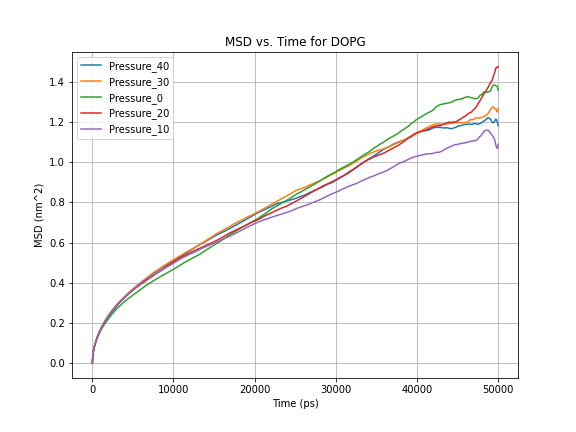 MSD vs. Time for DOPG
Pressure_40
Pressure_30
Pressure_0
Pressure_20
Pressure_10
MSD (nm^2)
1.4
1.2
1.0
0.8
0.6
0.4
0.2
0.0
0 10000 20000 30000 40000 50000
Time (ps)